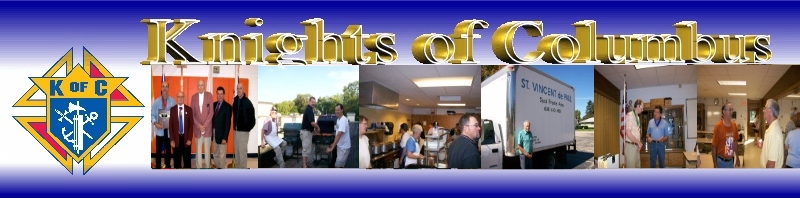 Knights of Columbus
K OF C
ST. VINCENT de PAUL